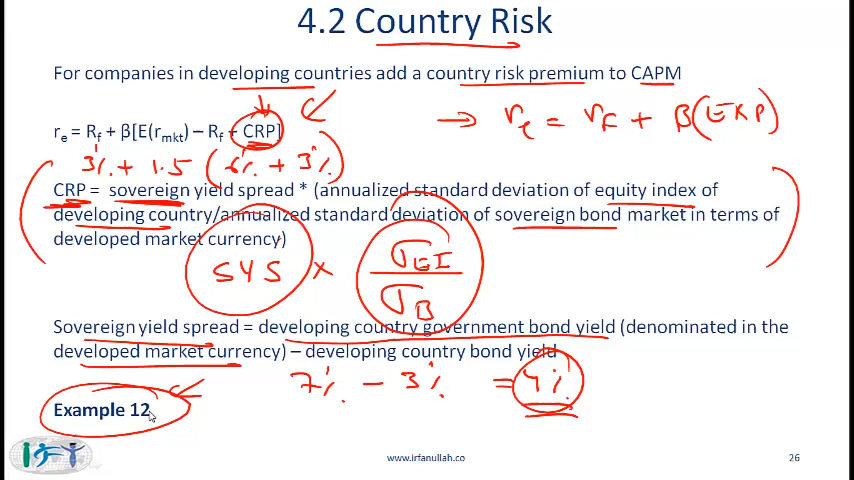 4.2 Country Risk
For companies in developing countries add a country risk premium to CAPM
→ re = rF + β(ERP)
re = Rf + β[E(rmkt) – Rf + CRP]
3% + 1.5 (6% + 3%)
CRP = sovereign yield spread * (annualized standard deviation of equity index of
developing country/annualized standard deviation of sovereign bond market in terms of
developed market currency)
SYS × σEI
σB
Sovereign yield spread = developing country government bond yield (denominated in the
developed market currency) – developing country bond yield
7% – 3% = 4%
Example 12
www.irfanullah.co
26